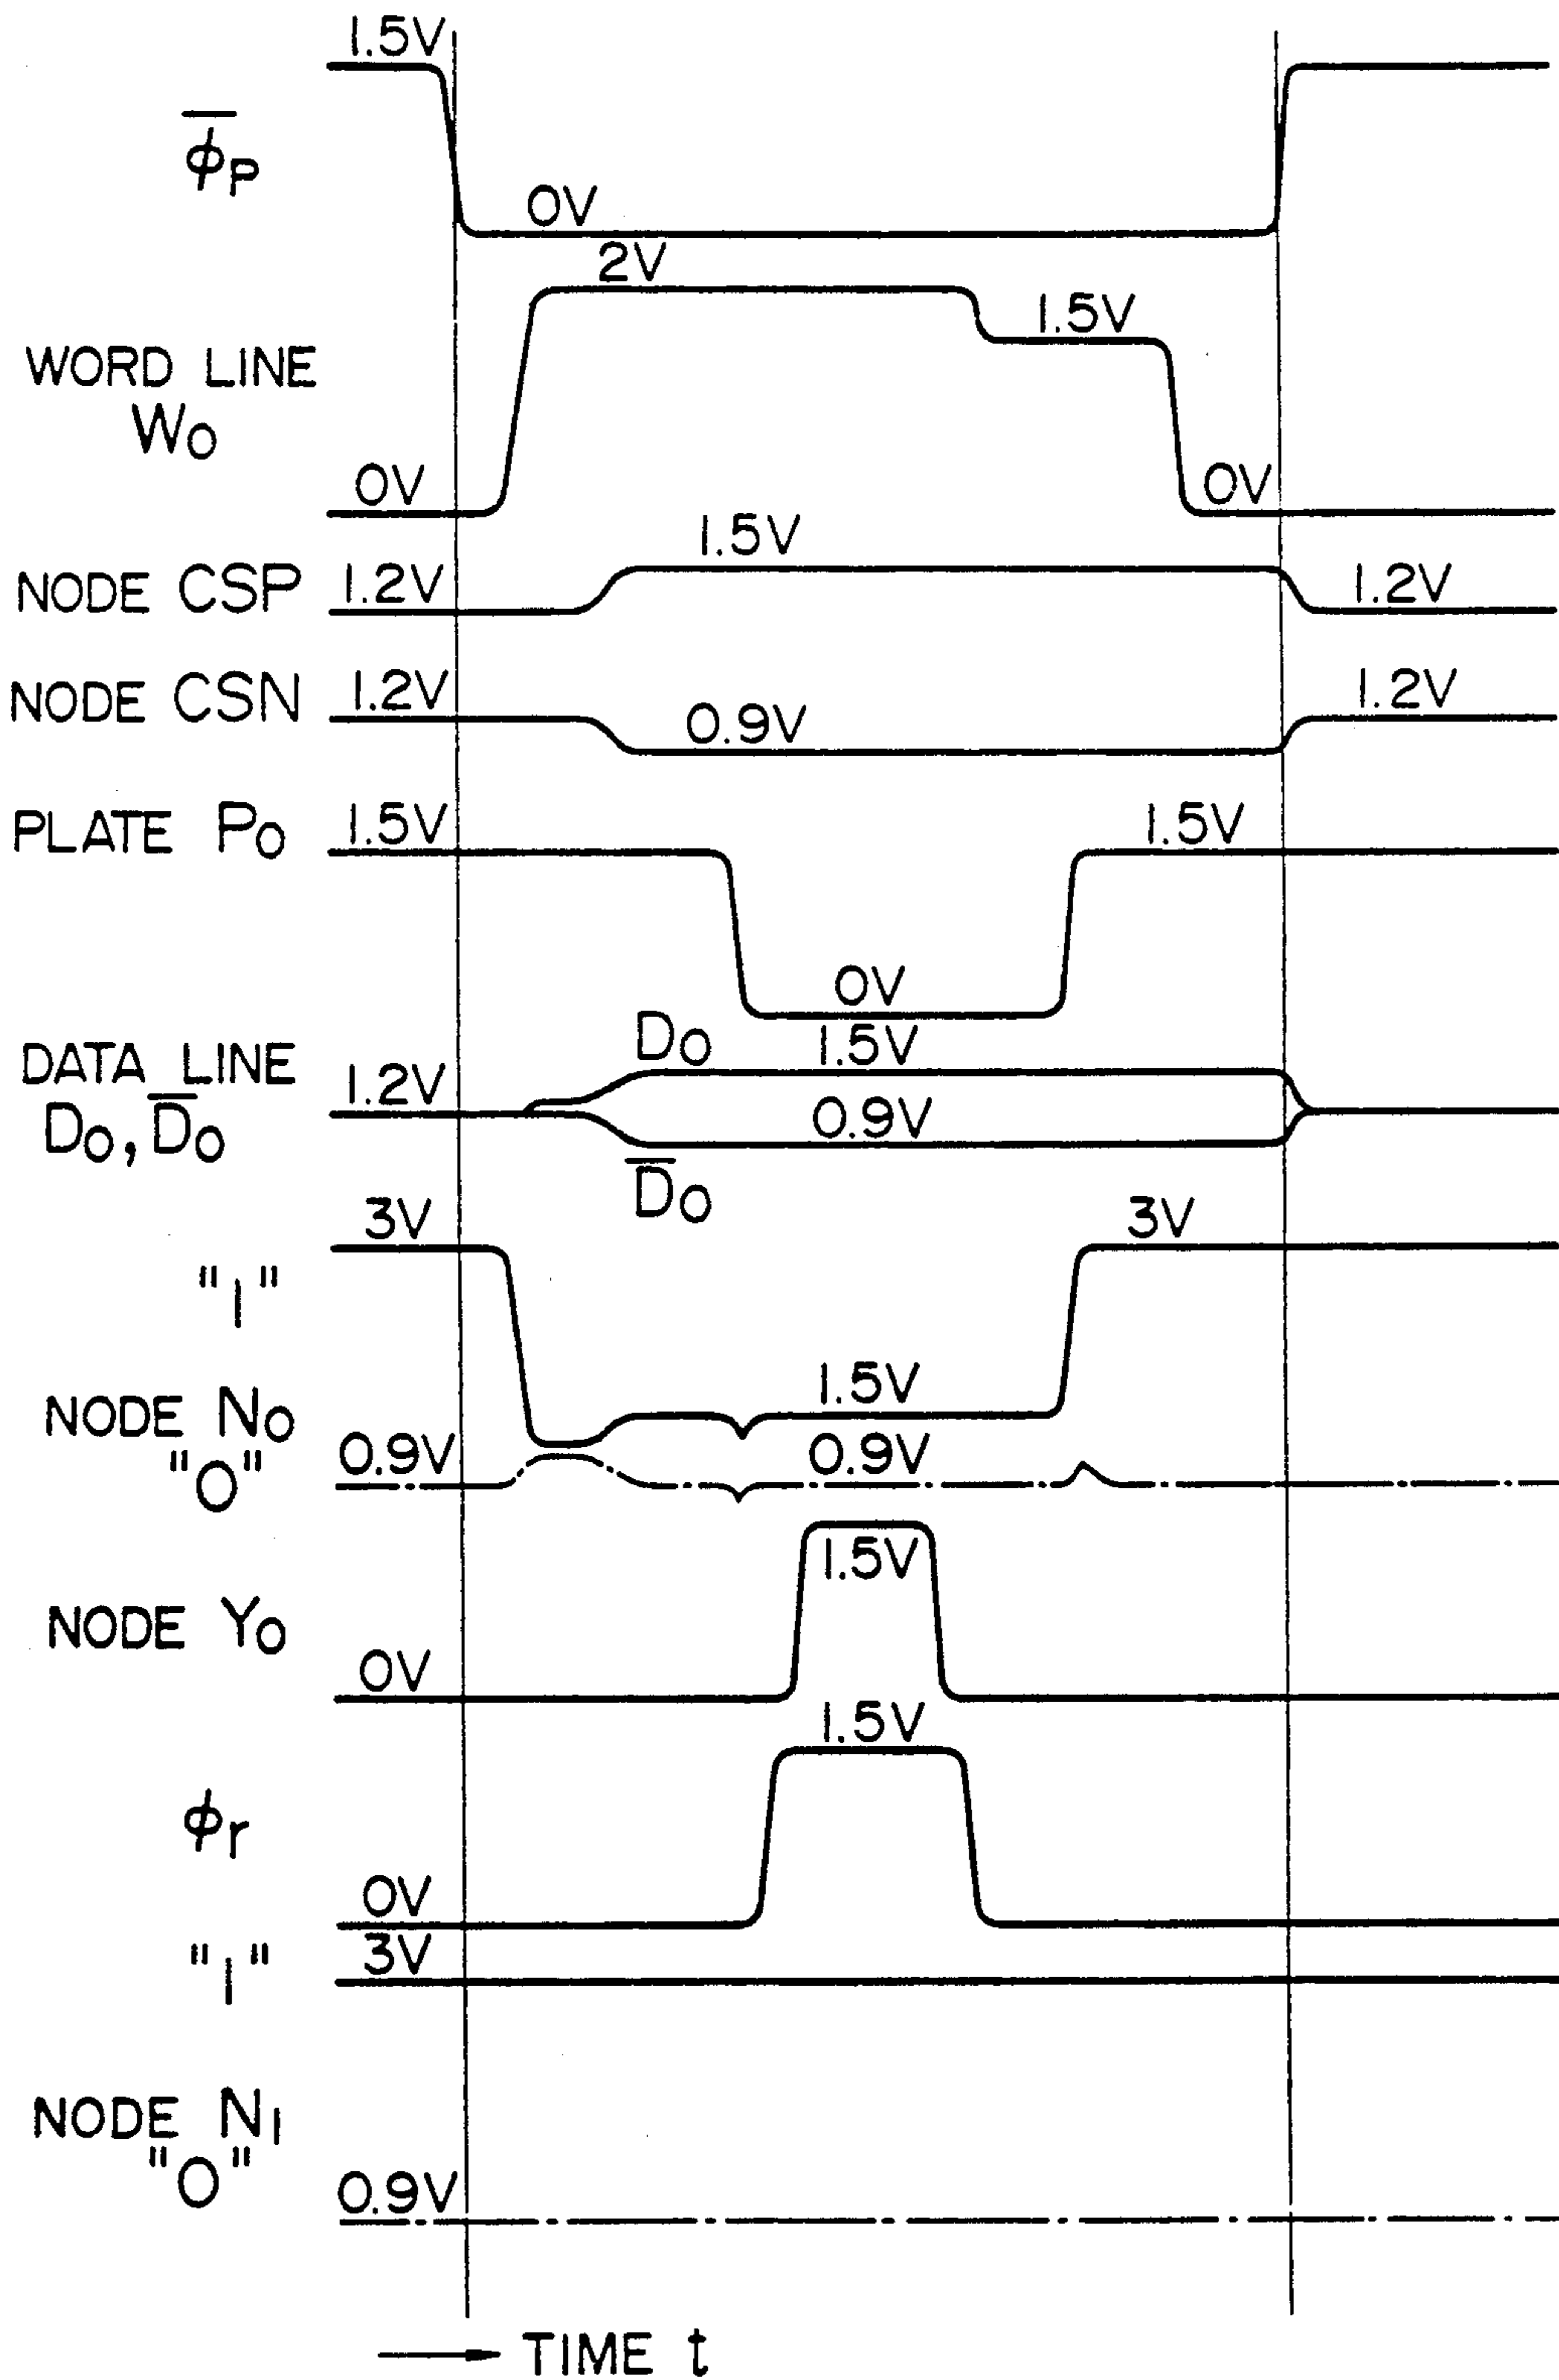 1.5V
φ̅P
0V
2V
1.5V
WORD LINE
W0
0V
0V
1.5V
NODE CSP 1.2V
1.2V
NODE CSN 1.2V
0.9V
1.2V
PLATE P0 1.5V
1.5V
0V
D0 1.5V
DATA LINE 1.2V
D0, D̅0
0.9V
D̅0
3V
3V
"1"
1.5V
NODE N0
"0" 0.9V
0.9V
1.5V
NODE Y0
0V
1.5V
φr
0V
"1" 3V
NODE N1
"0"
0.9V
TIME t